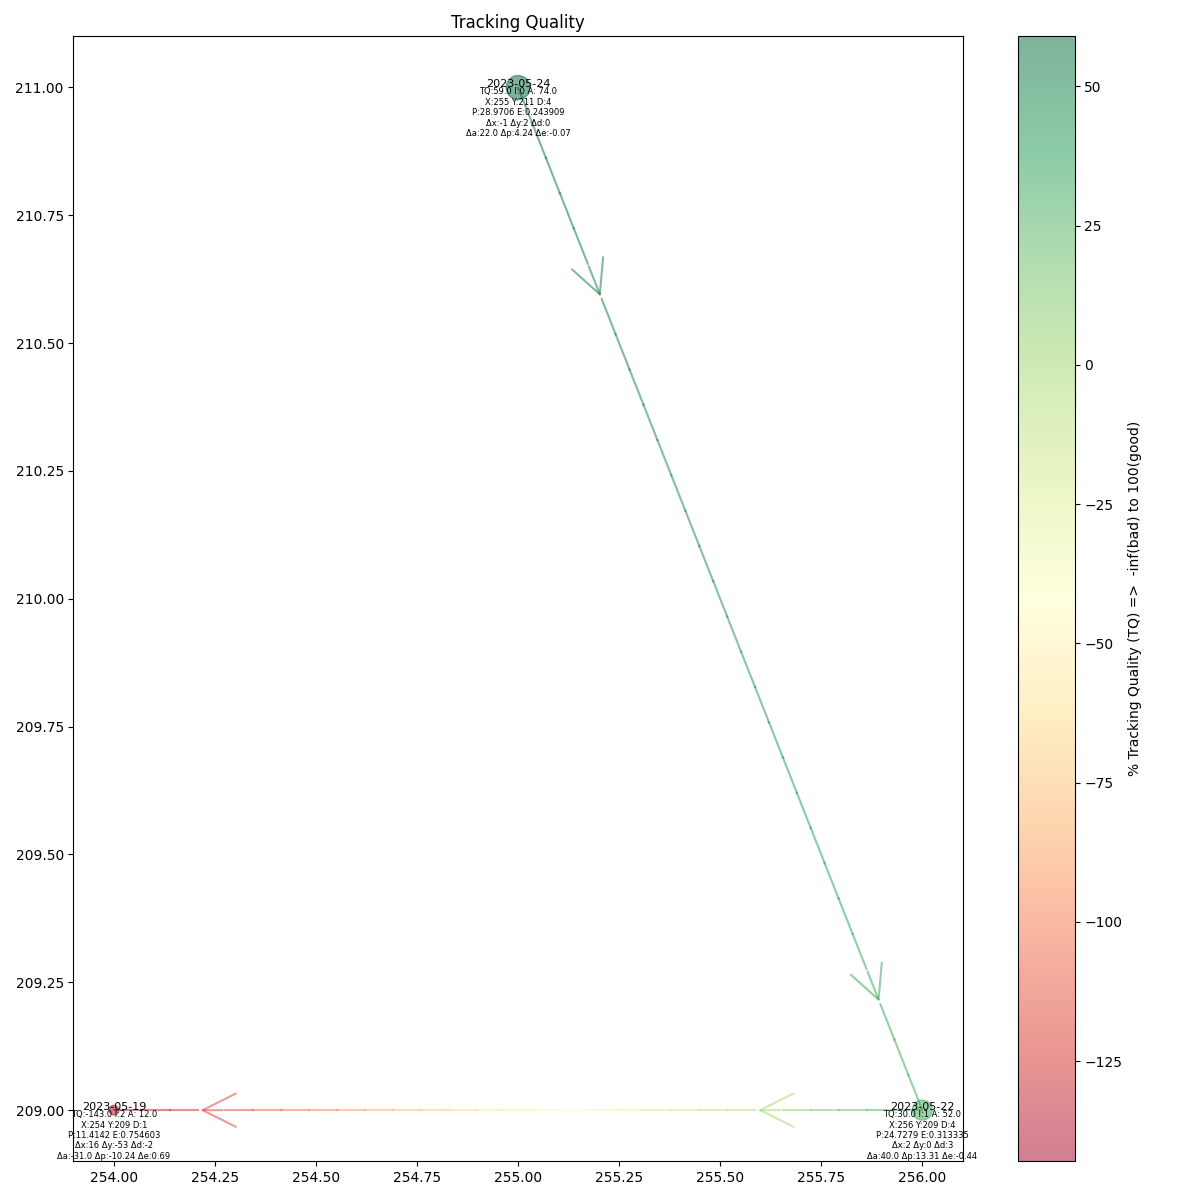 Tracking Quality
211.00
210.75
210.50
210.25
210.00
209.75
209.50
209.25
209.00
2023-05-24
TQ:59.0 I:0 A: 74.0
X:255 Y:211 D:4
P:28.9706 E:0.243909
Δx:-1 Δy:2 Δd:0
Δa:22.0 Δp:4.24 Δe:-0.07
2023-05-19
TQ:-143.0 I:2 A: 12.0
X:254 Y:209 D:1
P:11.4142 E:0.754603
Δx:16 Δy:-53 Δd:-2
Δa:-31.0 Δp:-10.24 Δe:0.69
2023-05-22
TQ:30.0 I:1 A: 52.0
X:256 Y:209 D:4
P:24.7279 E:0.313335
Δx:2 Δy:0 Δd:3
Δa:40.0 Δp:13.31 Δe:-0.44
254.00 254.25 254.50 254.75 255.00 255.25 255.50 255.75 256.00
50
25
0
−25
−50
−75
−100
−125
% Tracking Quality (TQ) => -inf(bad) to 100(good)